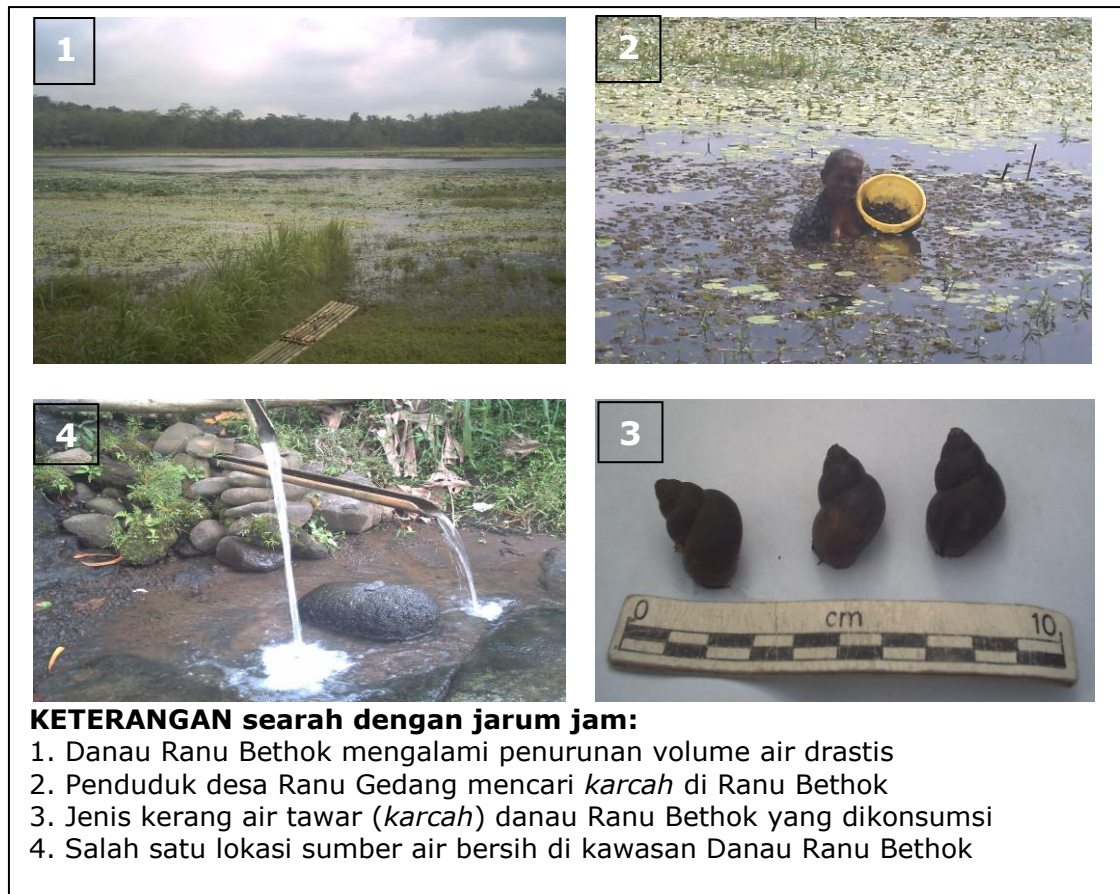 1
2
4
3
0 cm 10
KETERANGAN searah dengan jarum jam:
1. Danau Ranu Bethok mengalami penurunan volume air drastis
2. Penduduk desa Ranu Gedang mencari karcah di Ranu Bethok
3. Jenis kerang air tawar (karcah) danau Ranu Bethok yang dikonsumsi
4. Salah satu lokasi sumber air bersih di kawasan Danau Ranu Bethok